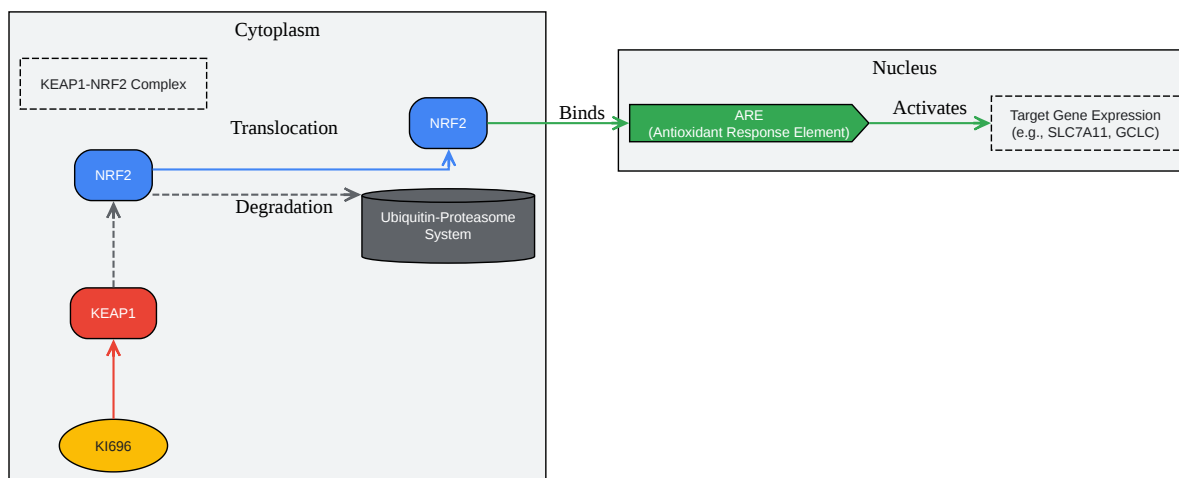 Cytoplasm
KEAP1-NRF2 Complex
Translocation
NRF2
NRF2
Degradation
Ubiquitin-Proteasome
System
KEAP1
KI696
Binds
Nucleus
ARE
(Antioxidant Response Element)
Activates
Target Gene Expression
(e.g., SLC7A11, GCLC)